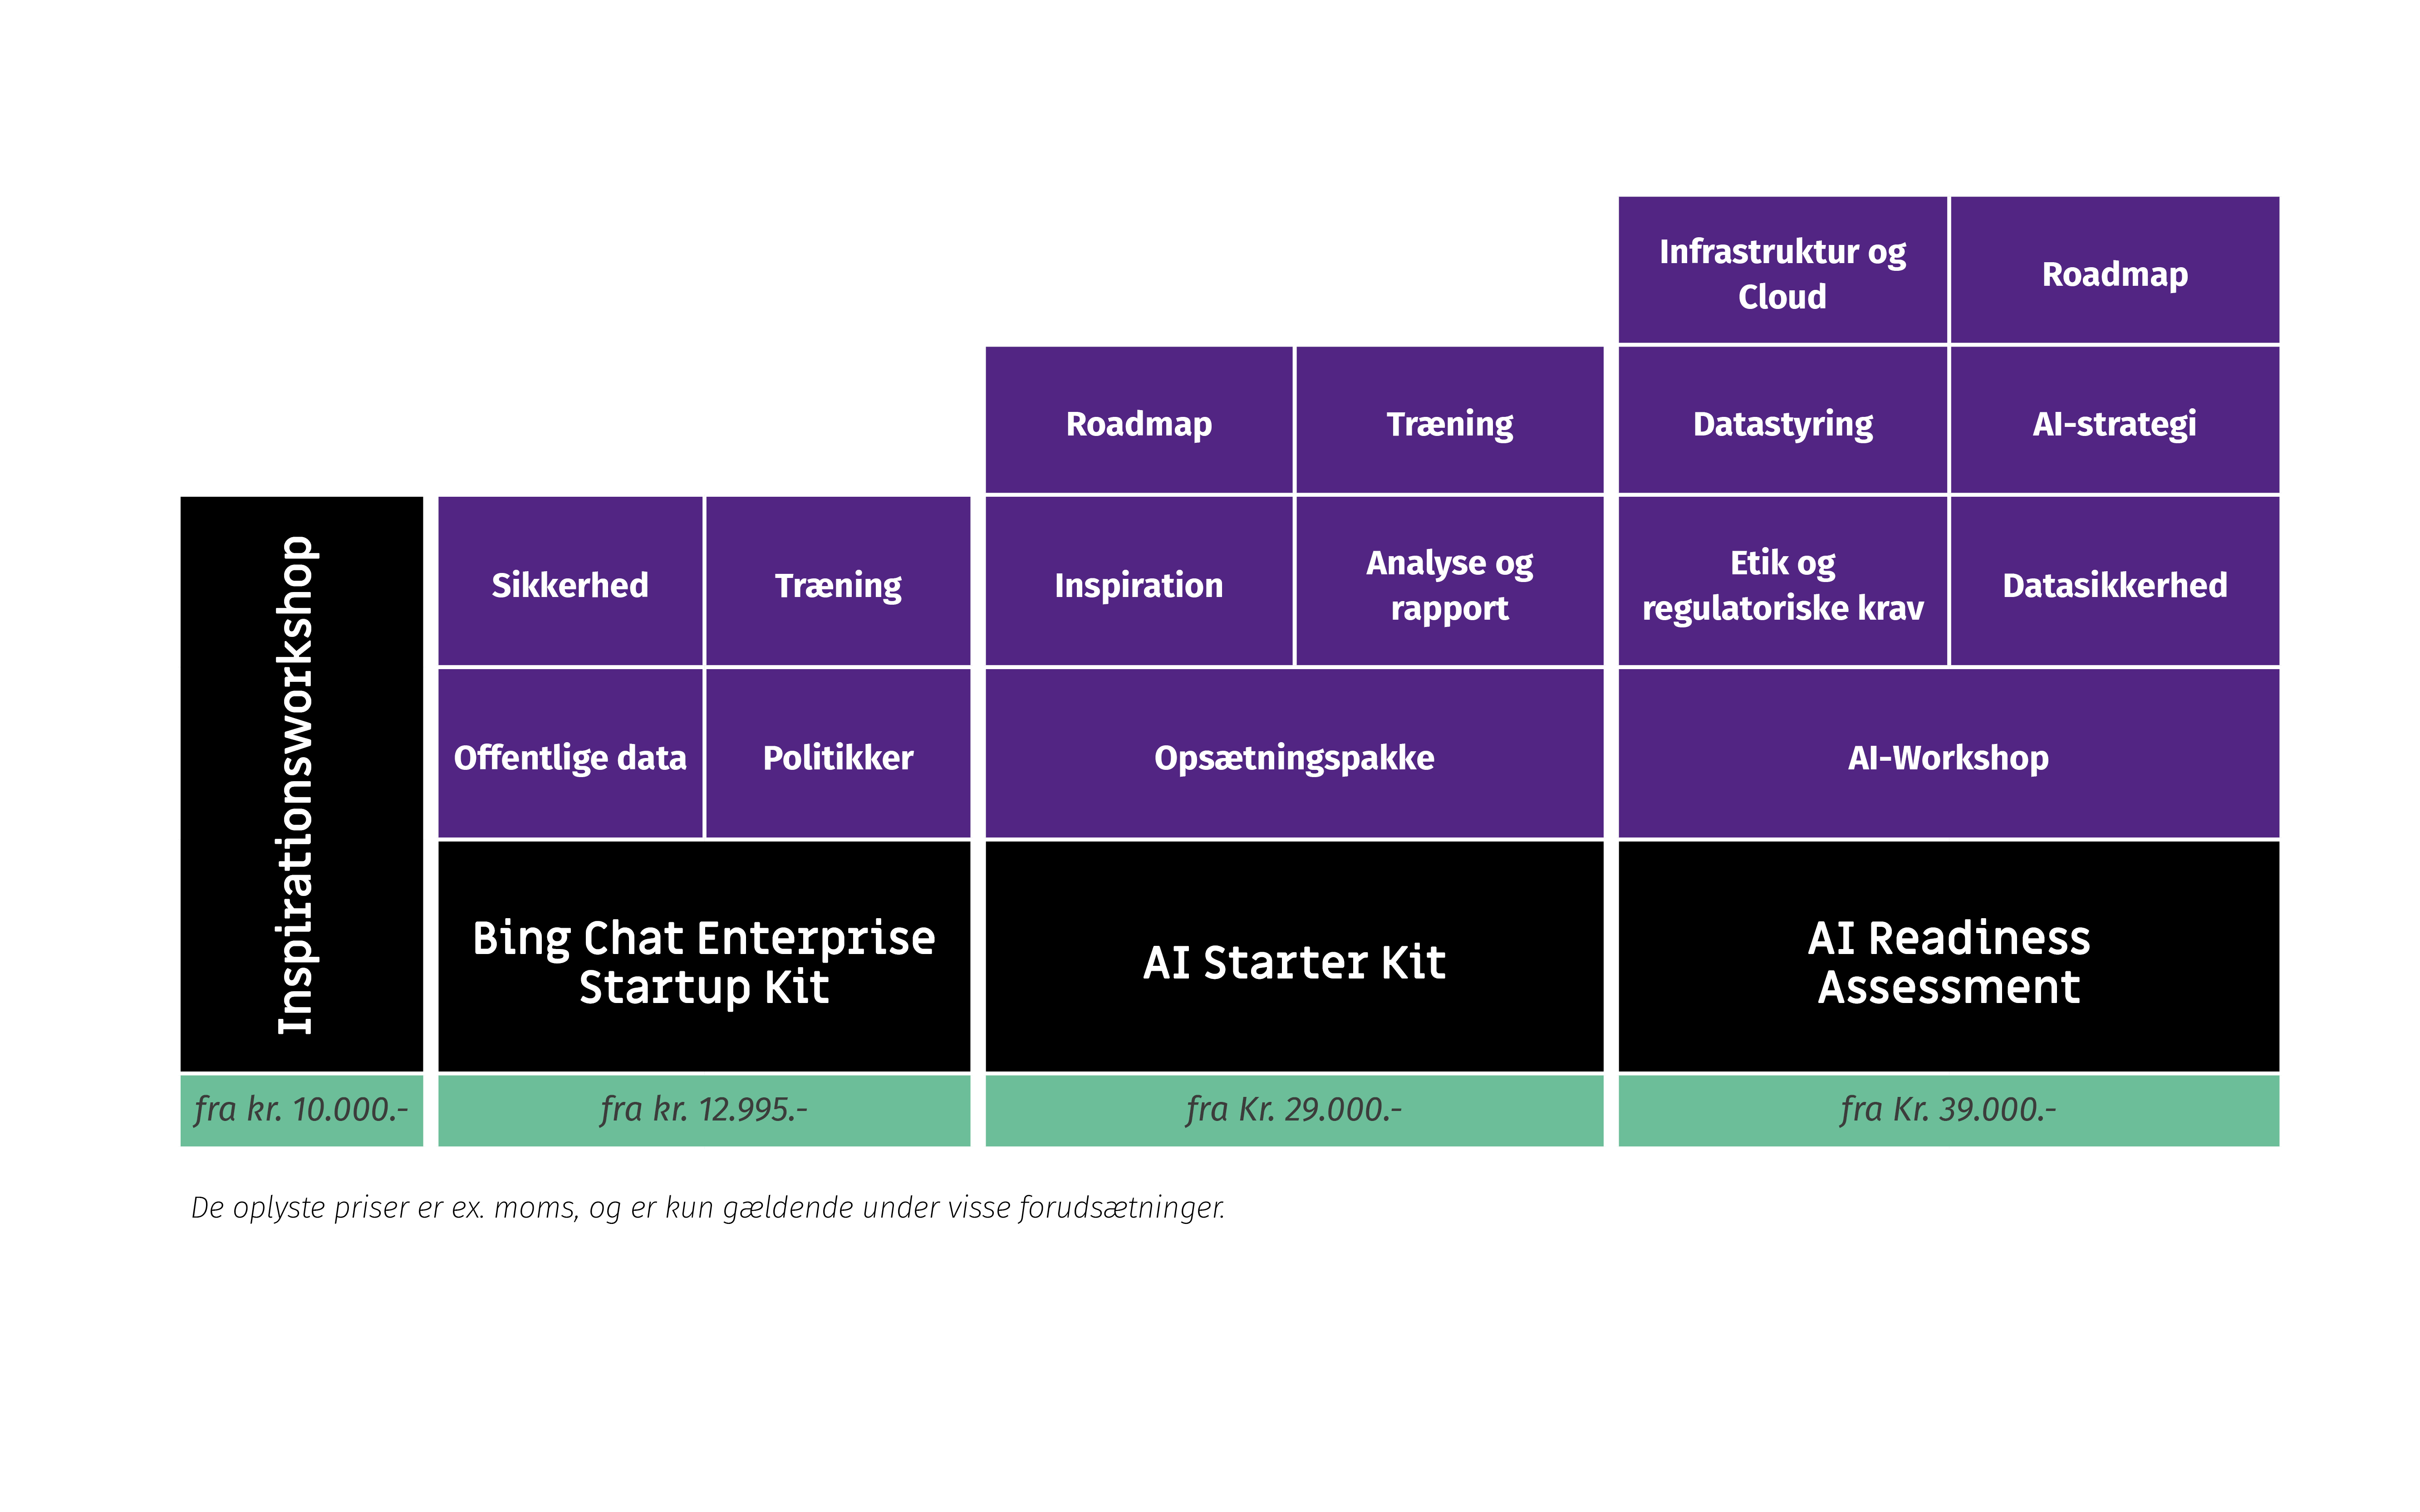 Inspirationsworkshop
fra kr. 10.000.-
Sikkerhed
Træning
Offentlige data
Politikker
Bing Chat Enterprise
Startup Kit
fra kr. 12.995.-
Roadmap
Træning
Inspiration
Analyse og
rapport
Opsætningspakke
AI Starter Kit
fra Kr. 29.000.-
Infrastruktur og
Cloud
Roadmap
Datastyring
AI-strategi
Etik og
regulatoriske krav
Datasikkerhed
AI-Workshop
AI Readiness
Assessment
fra Kr. 39.000.-
De oplyste priser er ex. moms, og er kun gældende under visse forudsætninger.